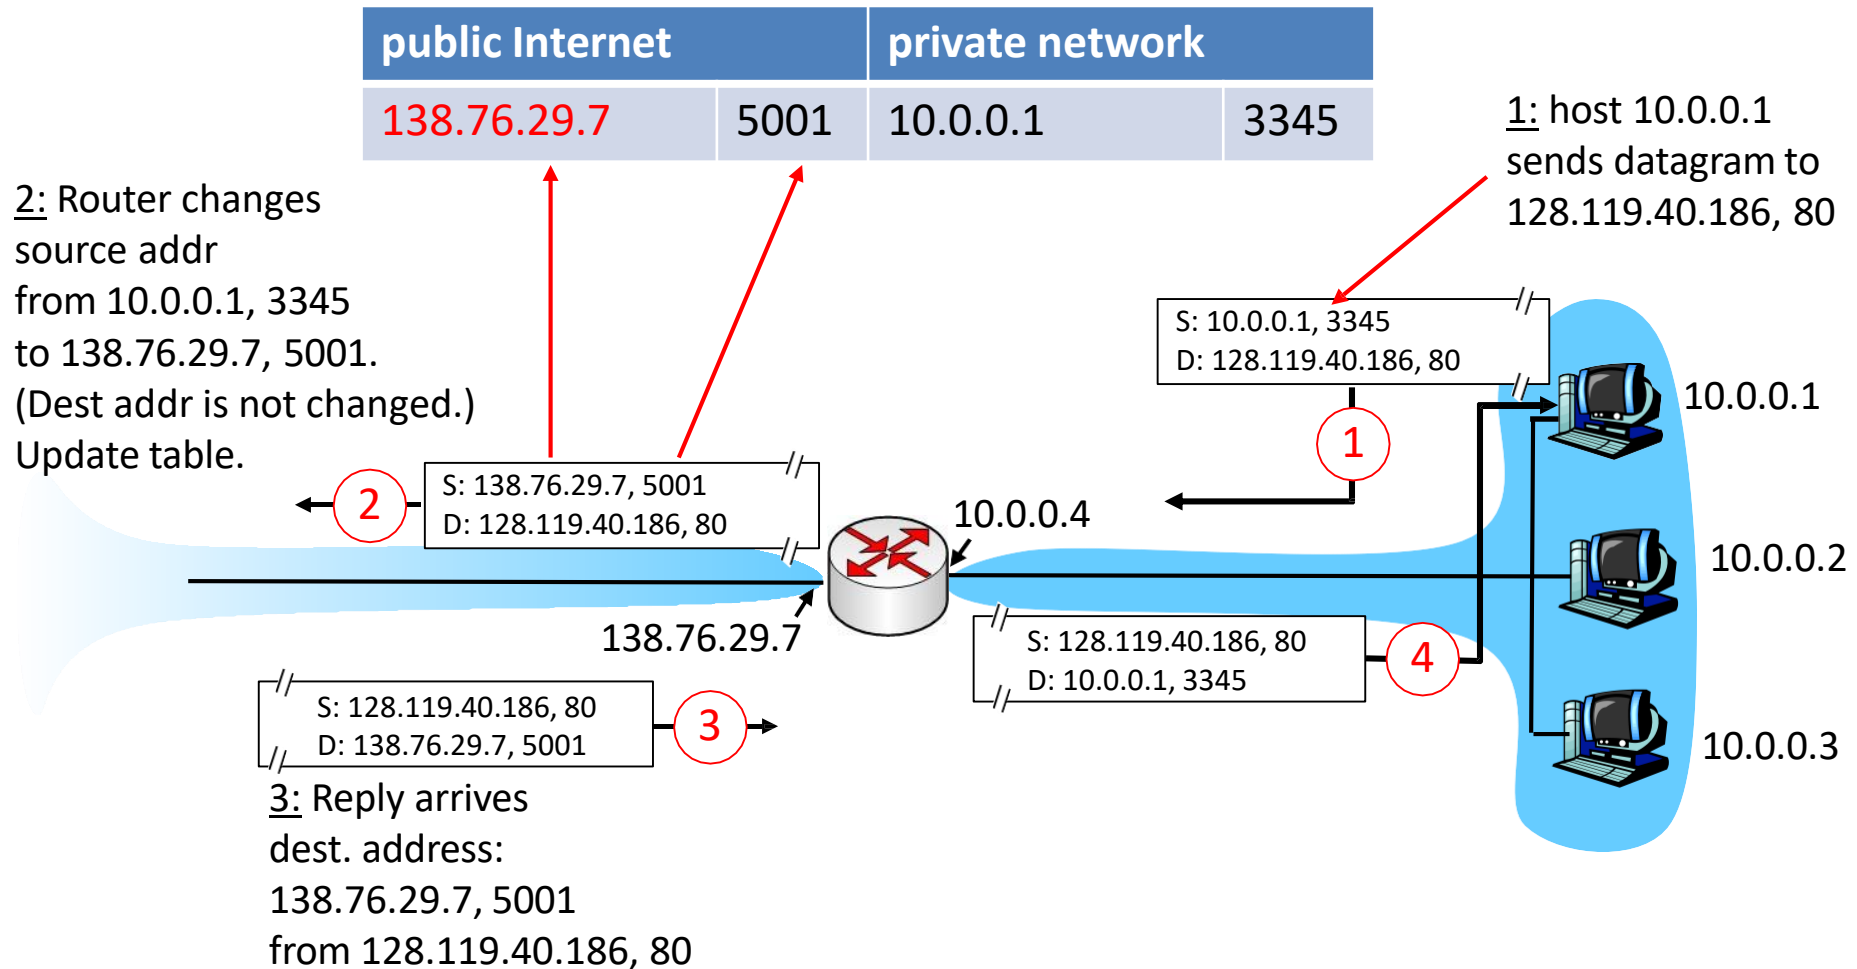 public Internet private network
138.76.29.7 5001 10.0.0.1 3345
1: host 10.0.0.1
sends datagram to
128.119.40.186, 80
2: Router changes
source addr
from 10.0.0.1, 3345
to 138.76.29.7, 5001.
(Dest addr is not changed.)
Update table.
S: 10.0.0.1, 3345
D: 128.119.40.186, 80
1
10.0.0.1
2
S: 138.76.29.7, 5001
D: 128.119.40.186, 80
10.0.0.4
10.0.0.2
138.76.29.7
S: 128.119.40.186, 80
D: 10.0.0.1, 3345
4
S: 128.119.40.186, 80
D: 138.76.29.7, 5001
3
10.0.0.3
3: Reply arrives
dest. address:
138.76.29.7, 5001
from 128.119.40.186, 80